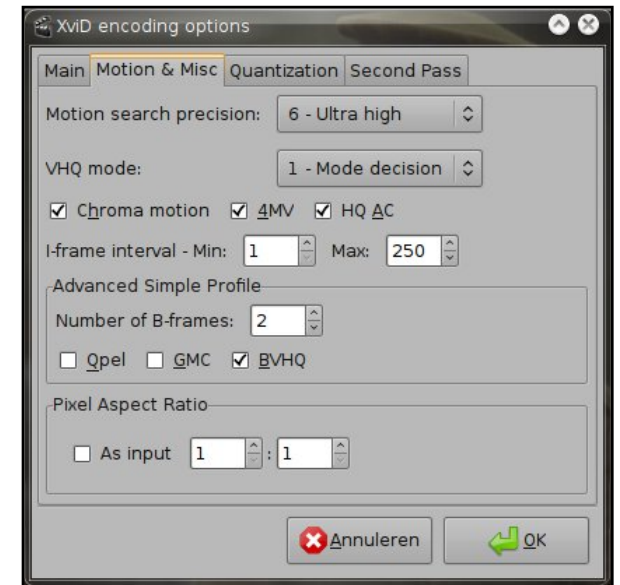 XviD encoding options
Main Motion & Misc Quantization Second Pass
Motion search precision: 6 - Ultra high
VHQ mode: 1 - Mode decision
Chroma motion 4MV HQ AC
I-frame interval - Min: 1 Max: 250
Advanced Simple Profile
Number of B-frames: 2
Qpel GMC BVHQ
Pixel Aspect Ratio
As input 1 : 1
Annuleren OK